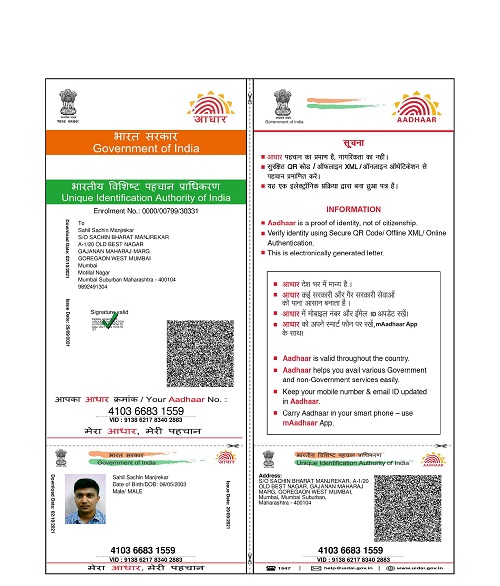 भारत सरकार
Government of India
भारतीय विशिष्ट पहचान प्राधिकरण
Unique Identification Authority of India
Enrolment No.: 0000/00799/30331
To
Sahil Sachin Manjrekar
S/O SACHIN BHARAT MANJREKAR
A-1/20 OLD BEST NAGAR
GAJANAN MAHARAJ MARG
GOREGAON WEST MUMBAI
Mumbai
Motilal Nagar
Mumbai Suburban Maharashtra - 400104
9892491304
Download Date: 02/10/2021
Issue Date: 29/09/2021
Signature valid
आपका आधार क्रमांक / Your Aadhaar No. :
4103 6683 1559
VID : 9138 6217 8340 2883
मेरा आधार, मेरी पहचान
आधार
Government of India
AADHAAR
सूचना
आधार पहचान का प्रमाण है, नागरिकता का नहीं।
सुरक्षित QR कोड / ऑफलाइन XML / ऑनलाइन ऑथेंटिकेशन से
पहचान प्रमाणित करें।
यह एक इलेक्ट्रॉनिक प्रक्रिया द्वारा बना हुआ पत्र है।
INFORMATION
Aadhaar is a proof of identity, not of citizenship.
Verify identity using Secure QR Code/ Offline XML/ Online
Authentication.
This is electronically generated letter.
आधार देश भर में मान्य है।
आधार कई सरकारी और गैर सरकारी सेवाओं
को पाना आसान बनाता है।
आधार में मोबाइल नंबर और ईमेल ID अपडेट रखें।
आधार को अपने स्मार्ट फोन पर रखें, mAadhaar App
के साथ।
Aadhaar is valid throughout the country.
Aadhaar helps you avail various Government
and non-Government services easily.
Keep your mobile number & email ID updated
in Aadhaar.
Carry Aadhaar in your smart phone – use
mAadhaar App.
भारत सरकार
Government of India
Download Date: 02/10/2021
Sahil Sachin Manjrekar
Date of Birth/DOB: 06/05/2003
Male/ MALE
Issue Date: 29/09/2021
4103 6683 1559
VID : 9138 6217 8340 2883
मेरा आधार, मेरी पहचान
भारतीय विशिष्ट पहचान प्राधिकरण
Unique Identification Authority of India
AADHAAR
Address:
S/O SACHIN BHARAT MANJREKAR, A-1/20
OLD BEST NAGAR, GAJANAN MAHARAJ
MARG, GOREGAON WEST MUMBAI,
Mumbai, Mumbai Suburban,
Maharashtra - 400104
4103 6683 1559
VID : 9138 6217 8340 2883
1947 | help@uidai.gov.in | www.uidai.gov.in